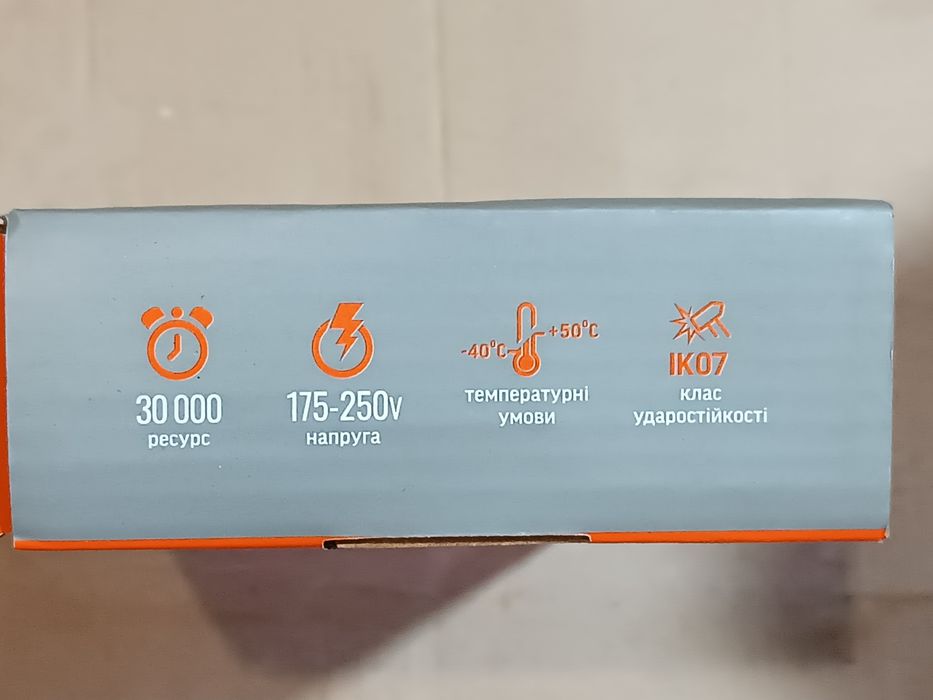 30 000
ресурс
175-250V
напруга
-40°C
+50°C
температурні
умови
IK07
клас
ударостійкості